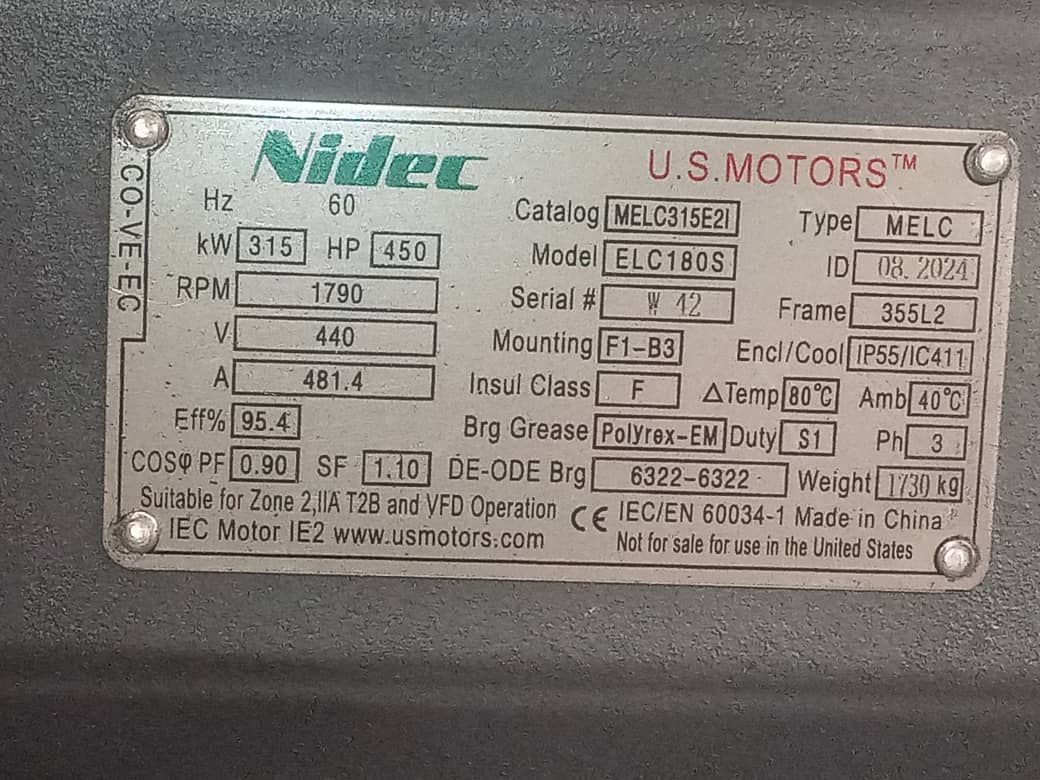 Nidec U.S.MOTORS™
CO-VE-EC
Hz 60
kW 315 HP 450
RPM 1790
V 440
A 481.4
Eff% 95.4
COSφ PF 0.90 SF 1.10
Catalog MELC315E2I Type MELC
Model ELC180S ID 08.2024
Serial # W 12 Frame 355L2
Mounting F1-B3 Encl/Cool IP55/IC411
Insul Class F ΔTemp 80°C Amb 40°C
Brg Grease Polyrex-EM Duty S1 Ph 3
DE-ODE Brg 6322-6322 Weight 1730 kg
Suitable for Zone 2,IIA T2B and VFD Operation
CE IEC/EN 60034-1 Made in China
IEC Motor IE2 www.usmotors.com
Not for sale for use in the United States